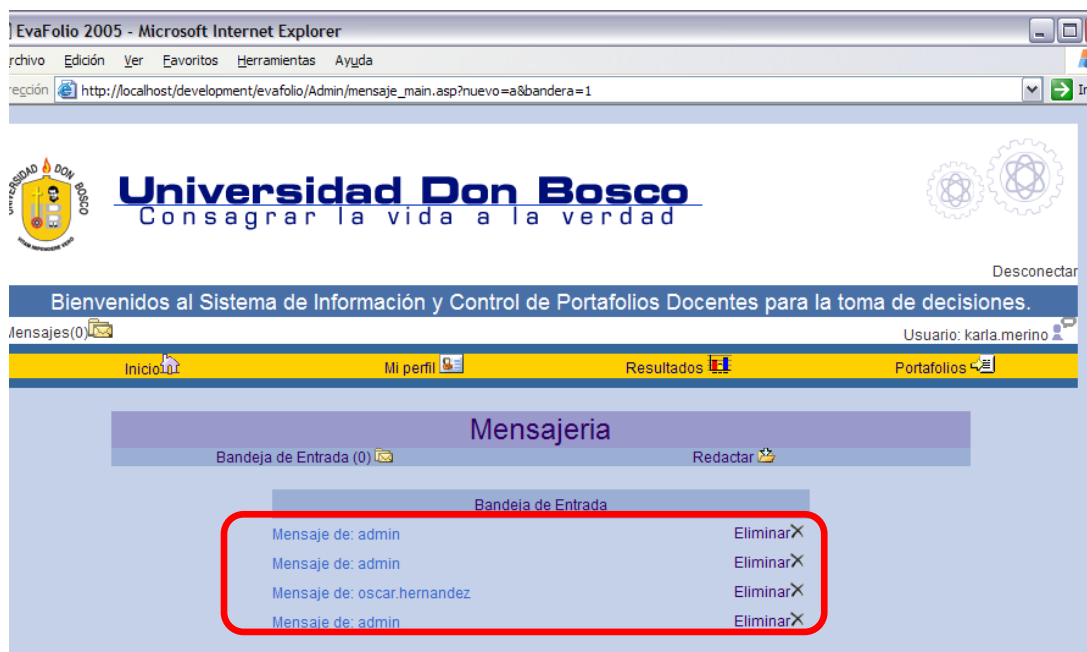 EvaFolio 2005 - Microsoft Internet Explorer
rchivo Edición Ver Favoritos Herramientas Ayuda
rección http://localhost/development/evafolio/Admin/mensaje_main.asp?nuevo=a&bandera=1 Ir
UNIVERSIDAD DON BOSCO
Universidad Don Bosco
Consagrar la vida a la verdad
Desconectar
Bienvenidos al Sistema de Información y Control de Portafolios Docentes para la toma de decisiones.
Mensajes(0) Usuario: karla.merino
Inicio Mi perfil Resultados Portafolios
Mensajeria
Bandeja de Entrada (0) Redactar
Bandeja de Entrada
Mensaje de: admin Eliminar
Mensaje de: admin Eliminar
Mensaje de: oscar.hernandez Eliminar
Mensaje de: admin Eliminar